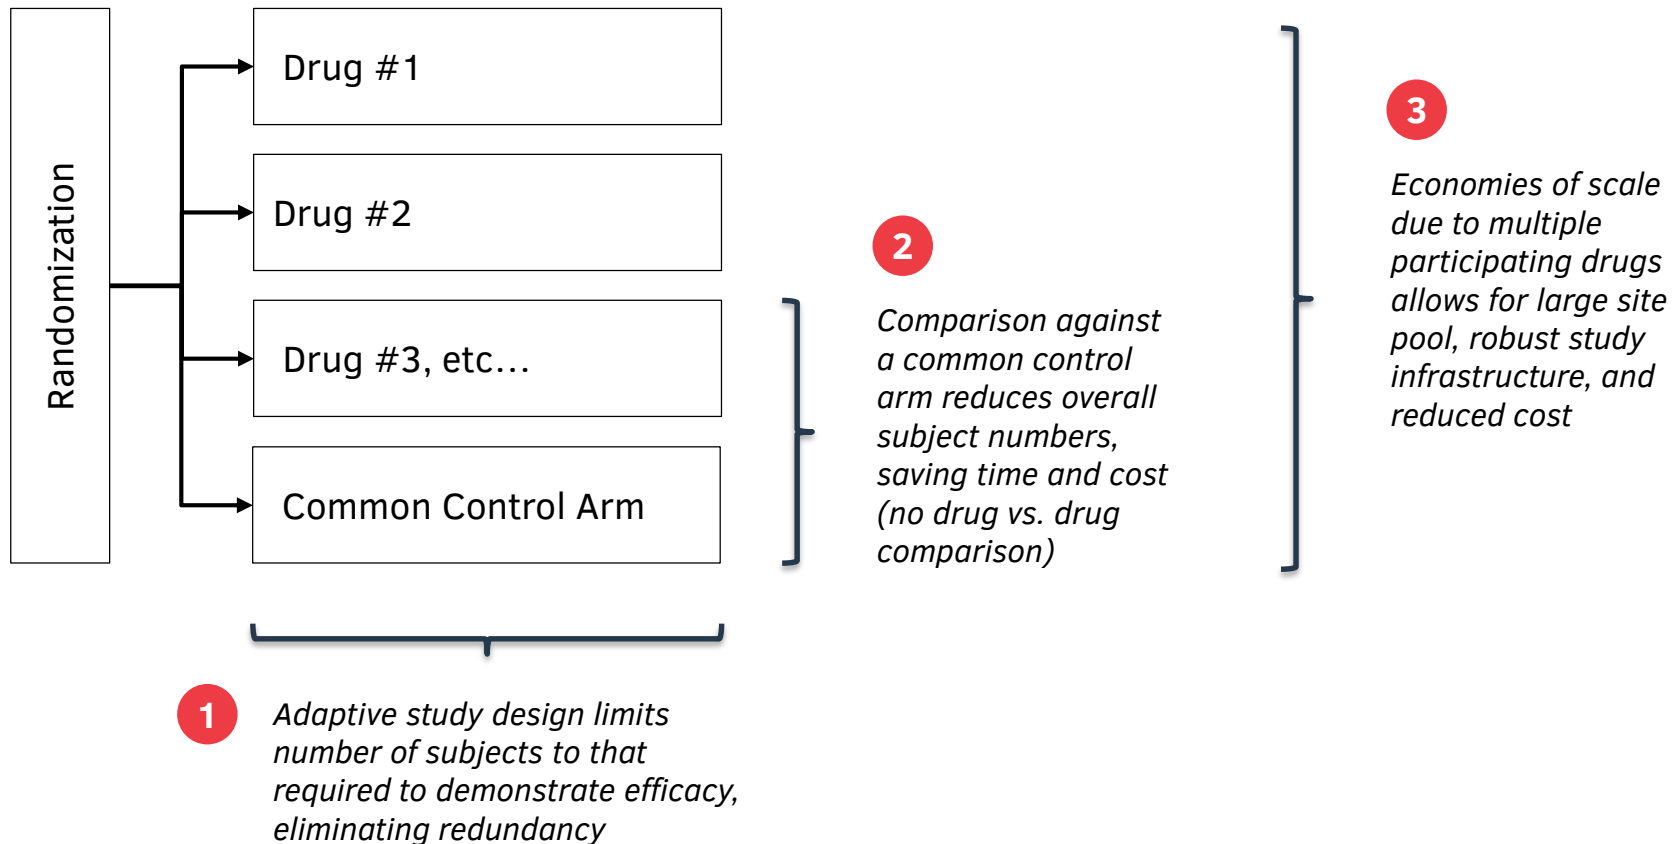 Randomization
Drug #1
Drug #2
Drug #3, etc...
Common Control Arm
1
Adaptive study design limits
number of subjects to that
required to demonstrate efficacy,
eliminating redundancy
2
Comparison against
a common control
arm reduces overall
subject numbers,
saving time and cost
(no drug vs. drug
comparison)
3
Economies of scale
due to multiple
participating drugs
allows for large site
pool, robust study
infrastructure, and
reduced cost